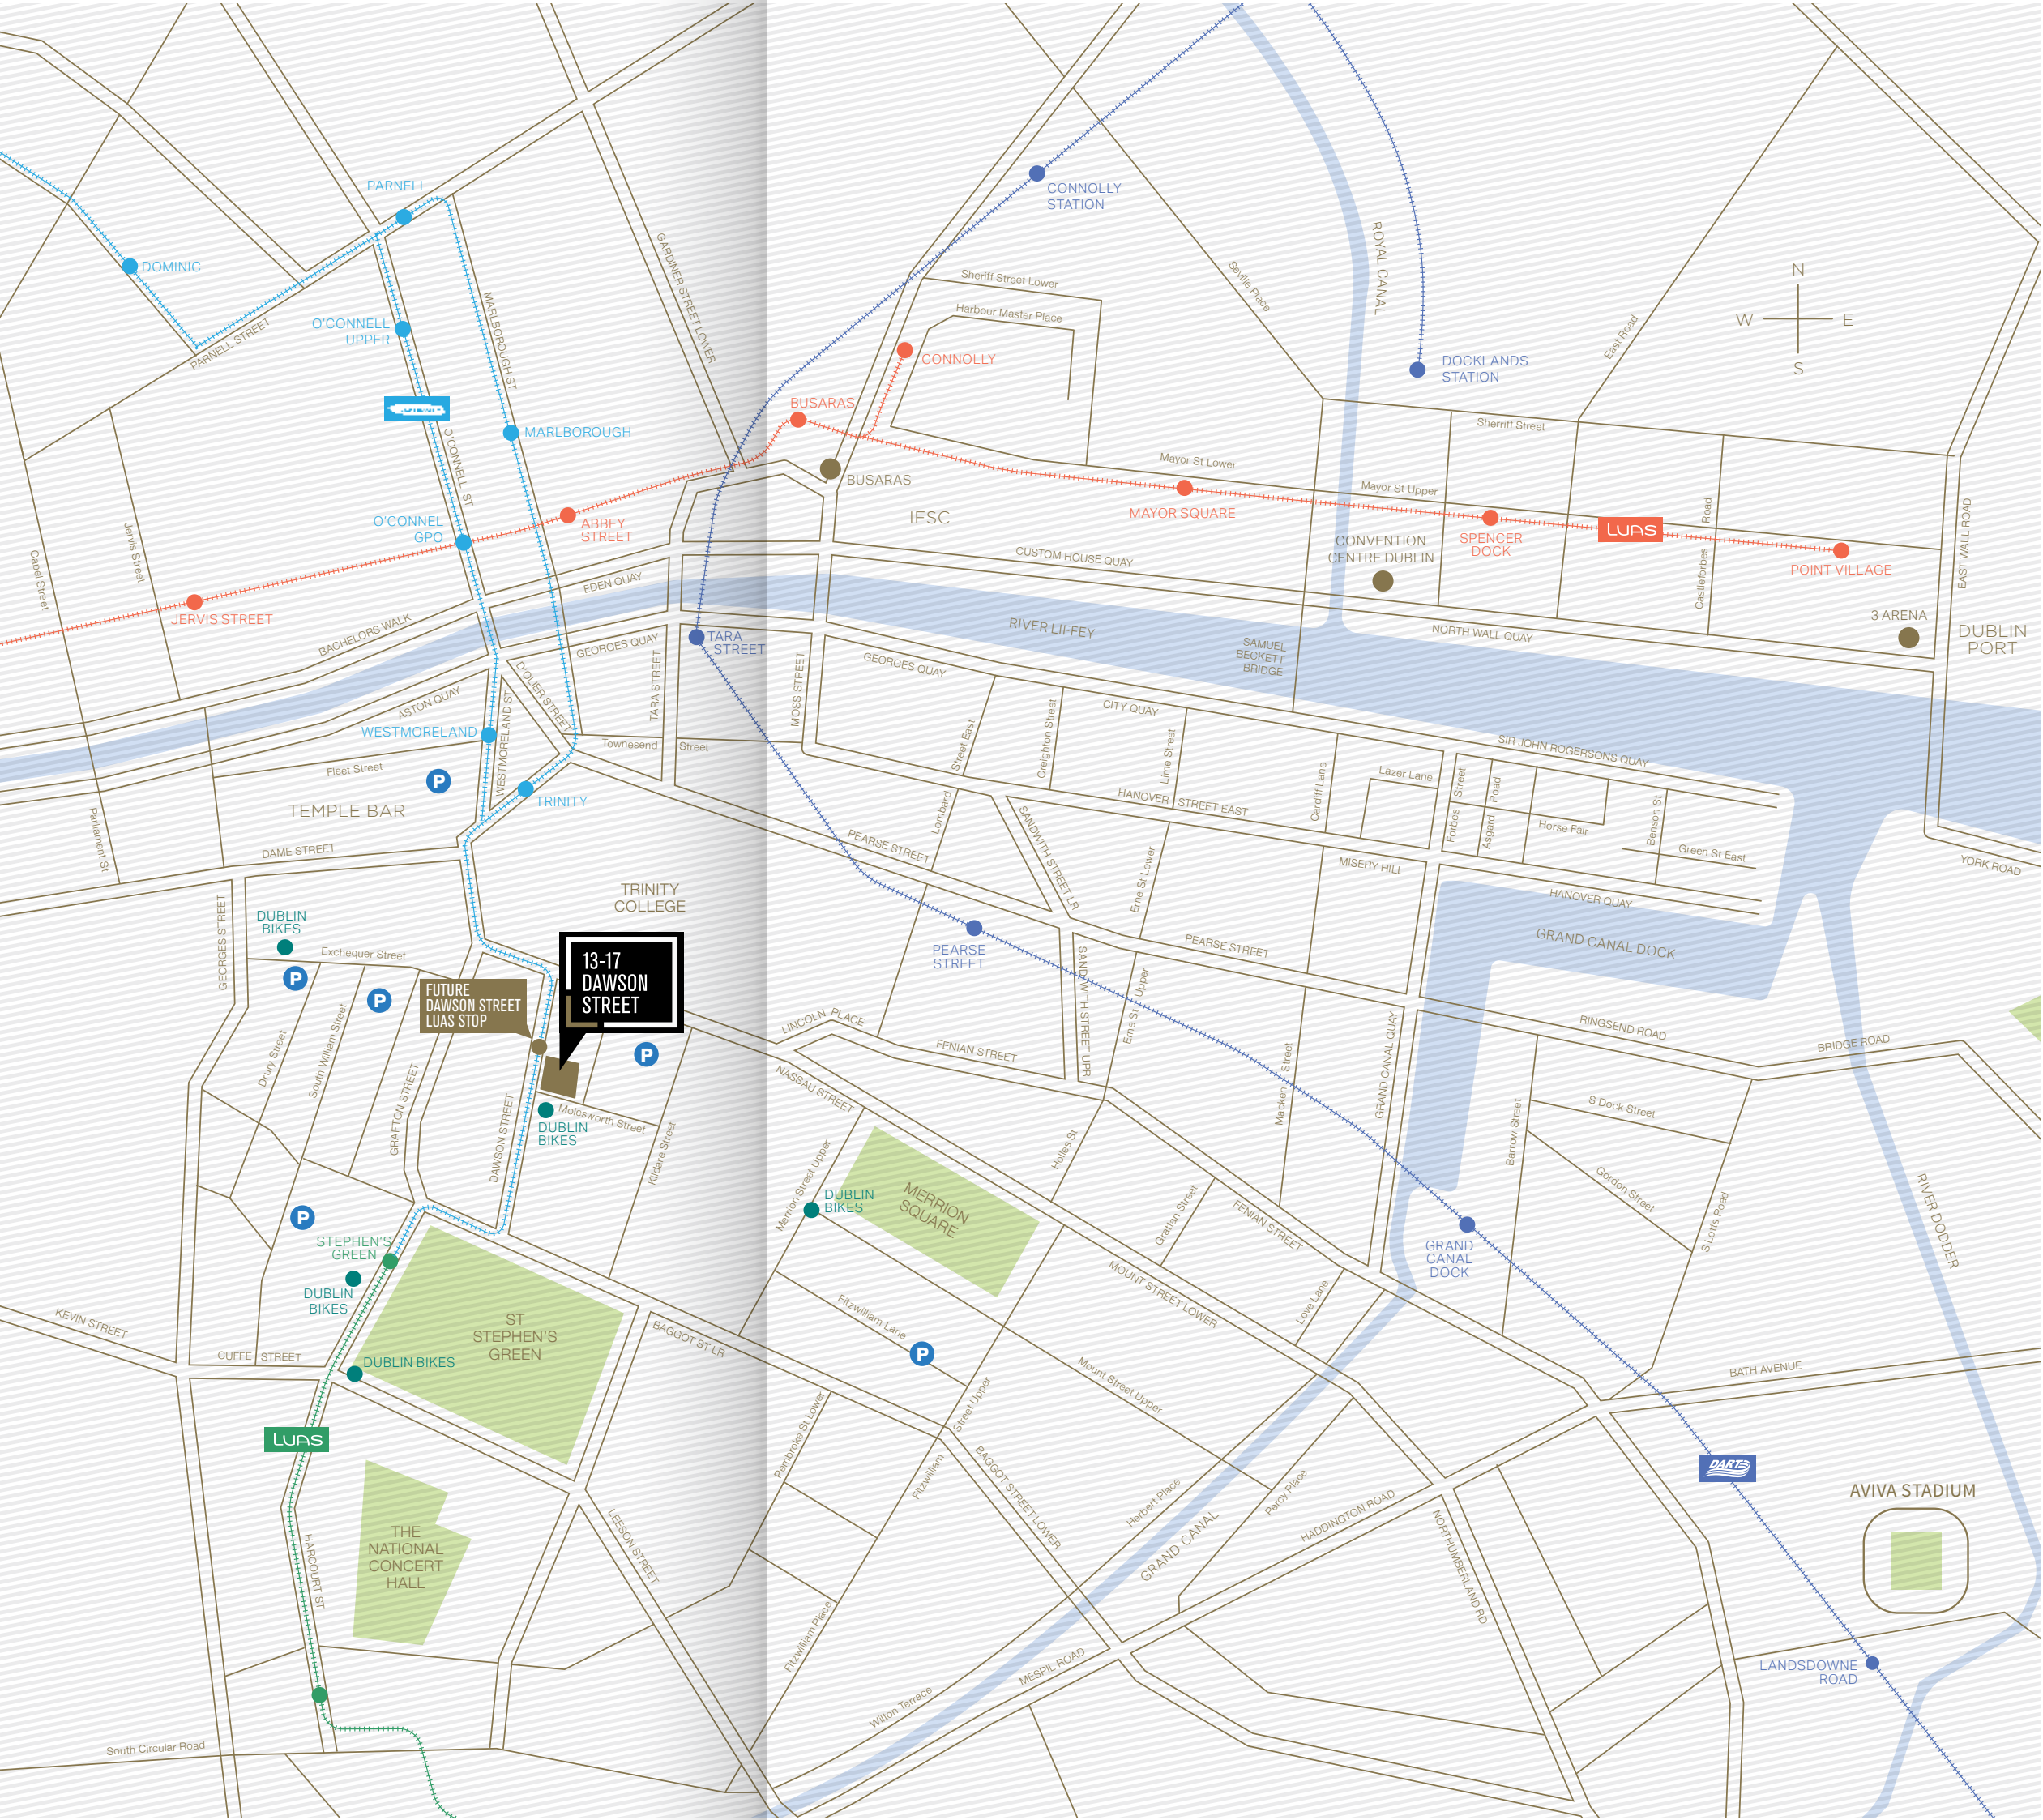 PARNELL
DOMINIC
O'CONNELL
UPPER
PARNELL STREET
MARLBOROUGH ST
GARDINER STREET LOWER
O'CONNELL ST
MARLBOROUGH
CONNOLLY
STATION
ROYAL CANAL
Seville Place
Sheriff Street Lower
Harbour Master Place
CONNOLLY
BUSARAS
BUSARAS
DOCKLANDS
STATION
East Road
N
W
E
S
Sherriff Street
Mayor St Lower
Mayor St Upper
MAYOR SQUARE
IFSC
CONVENTION
CENTRE DUBLIN
SPENCER
DOCK
LUAS
Castleforbes Road
POINT VILLAGE
EAST WALL ROAD
3 ARENA
DUBLIN
PORT
O'CONNEL
GPO
ABBEY
STREET
Capel Street
Jervis Street
JERVIS STREET
BACHELORS WALK
EDEN QUAY
CUSTOM HOUSE QUAY
NORTH WALL QUAY
RIVER LIFFEY
SAMUEL
BECKETT
BRIDGE
TARA
STREET
GEORGES QUAY
GEORGES QUAY
TARA STREET
MOSS STREET
D'OLIER STREET
WESTMORELAND ST
ASTON QUAY
WESTMORELAND
Fleet Street
P
TEMPLE BAR
TRINITY
Townesend Street
CITY QUAY
SIR JOHN ROGERSONS QUAY
Lombard Street East
Creighton Street
Lime Street
Cardiff Lane
Lazer Lane
Forbes Street
Asgard Road
Horse Fair
Benson St
Green St East
YORK ROAD
HANOVER STREET EAST
SANDWITH STREET LR
MISERY HILL
HANOVER QUAY
GRAND CANAL DOCK
Parliament St
DAME STREET
PEARSE STREET
Erne St Lower
PEARSE STREET
GEORGES STREET
DUBLIN
BIKES
P
Exchequer Street
P
TRINITY
COLLEGE
13-17
DAWSON
STREET
FUTURE
DAWSON STREET
LUAS STOP
P
PEARSE
STREET
SANDWITH STREET UPR
Erne St Upper
LINCOLN PLACE
FENIAN STREET
NASSAU STREET
Macken Street
GRAND CANAL QUAY
RINGSEND ROAD
BRIDGE ROAD
Drury Street
South William Street
GRAFTON STREET
DAWSON STREET
Molesworth Street
DUBLIN
BIKES
Kildare Street
Merrion Street Upper
DUBLIN
BIKES
MERRION
SQUARE
Holles St
Grattan Street
FENIAN STREET
Barrow Street
S Dock Street
Gordon Street
S Lotts Road
RIVER DODDER
GRAND
CANAL
DOCK
P
STEPHEN'S
GREEN
DUBLIN
BIKES
ST
STEPHEN'S
GREEN
KEVIN STREET
CUFFE STREET
DUBLIN BIKES
BAGGOT ST LR
Fitzwilliam Lane
P
MOUNT STREET LOWER
Love Lane
Mount Street Upper
BATH AVENUE
LUAS
Pembroke St Lower
Fitzwilliam Street Upper
BAGGOT STREET LOWER
Herbert Place
Percy Place
GRAND CANAL
HADDINGTON ROAD
NORTHUMBERLAND RD
DART
AVIVA STADIUM
THE
NATIONAL
CONCERT
HALL
HARCOURT ST
LEESON STREET
Fitzwilliam Place
MESPIL ROAD
Wilton Terrace
LANDSDOWNE
ROAD
South Circular Road